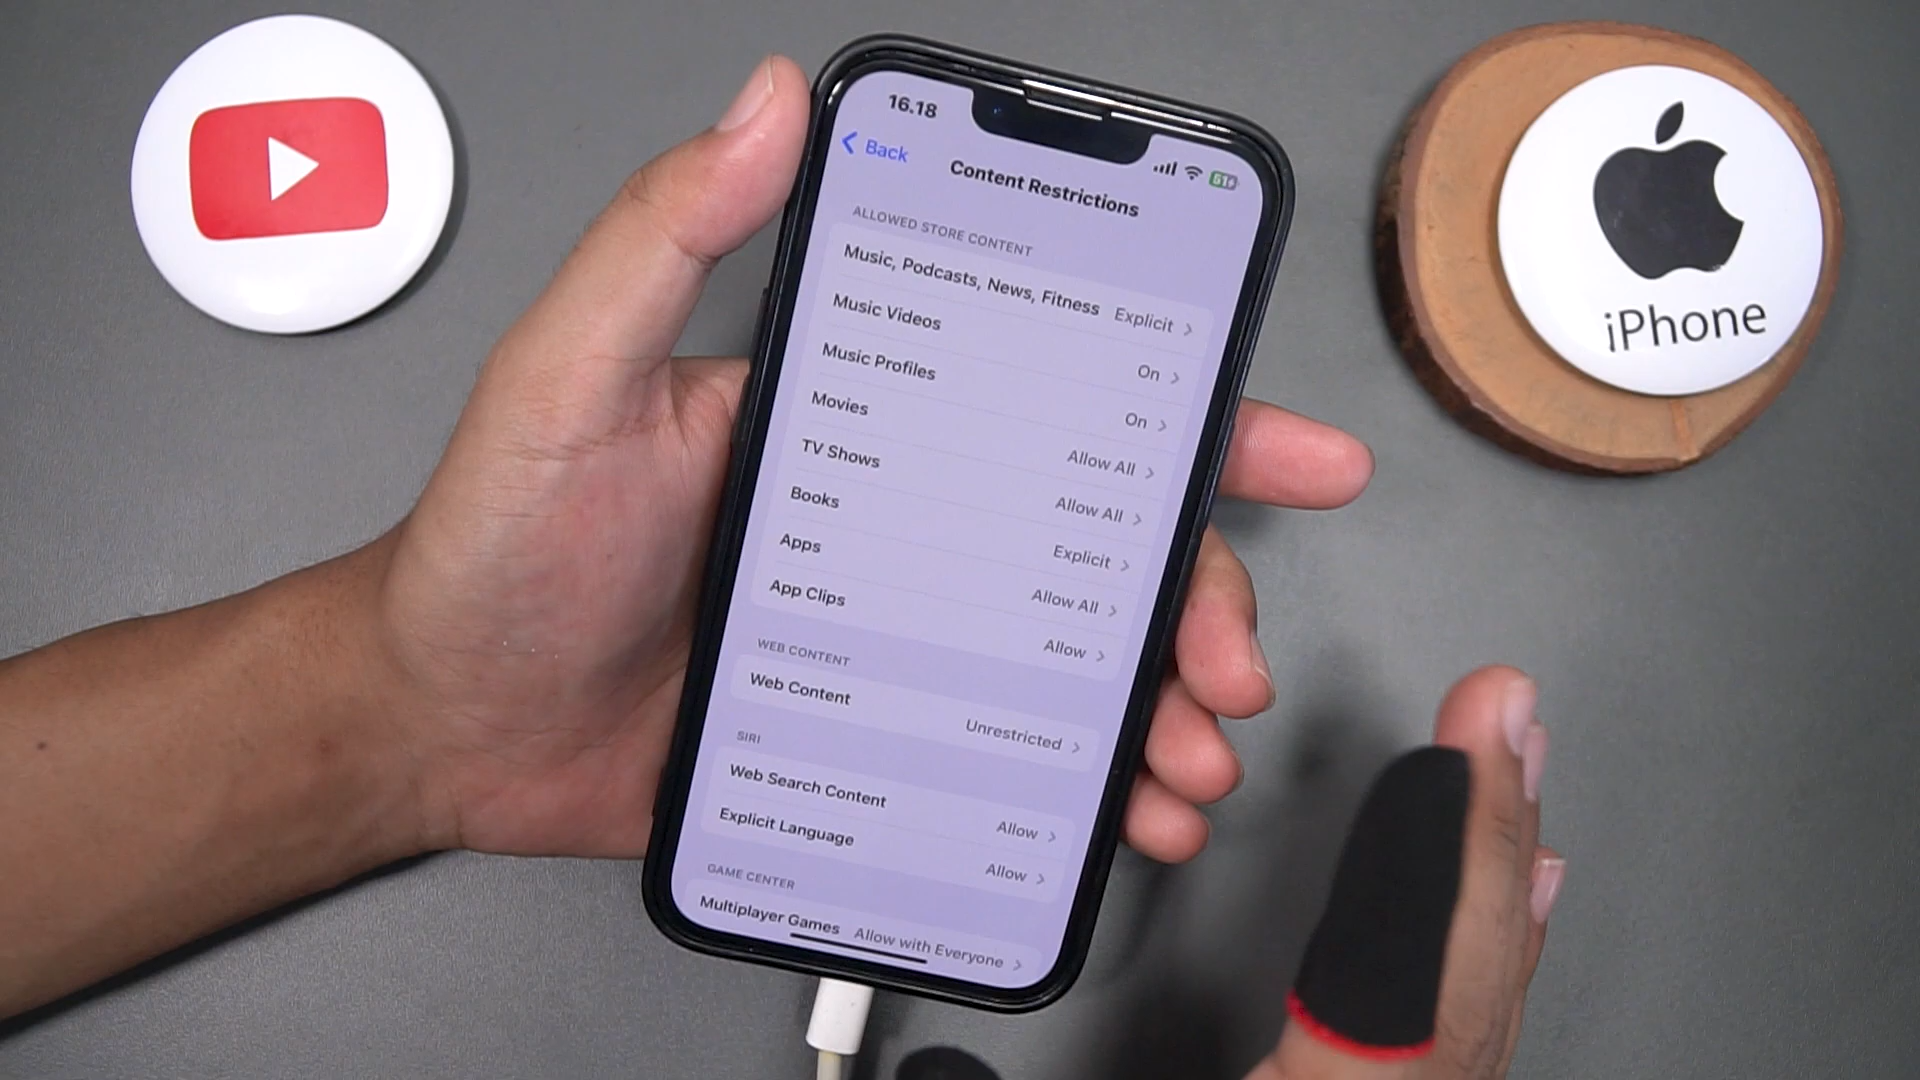 16.18
51
Back
Content Restrictions
ALLOWED STORE CONTENT
Music, Podcasts, News, Fitness Explicit
Music Videos On
Music Profiles On
Movies Allow All
TV Shows Allow All
Books Explicit
Apps Allow All
App Clips Allow
WEB CONTENT
Web Content Unrestricted
SIRI
Web Search Content Allow
Explicit Language Allow
GAME CENTER
Multiplayer Games Allow with Everyone
iPhone